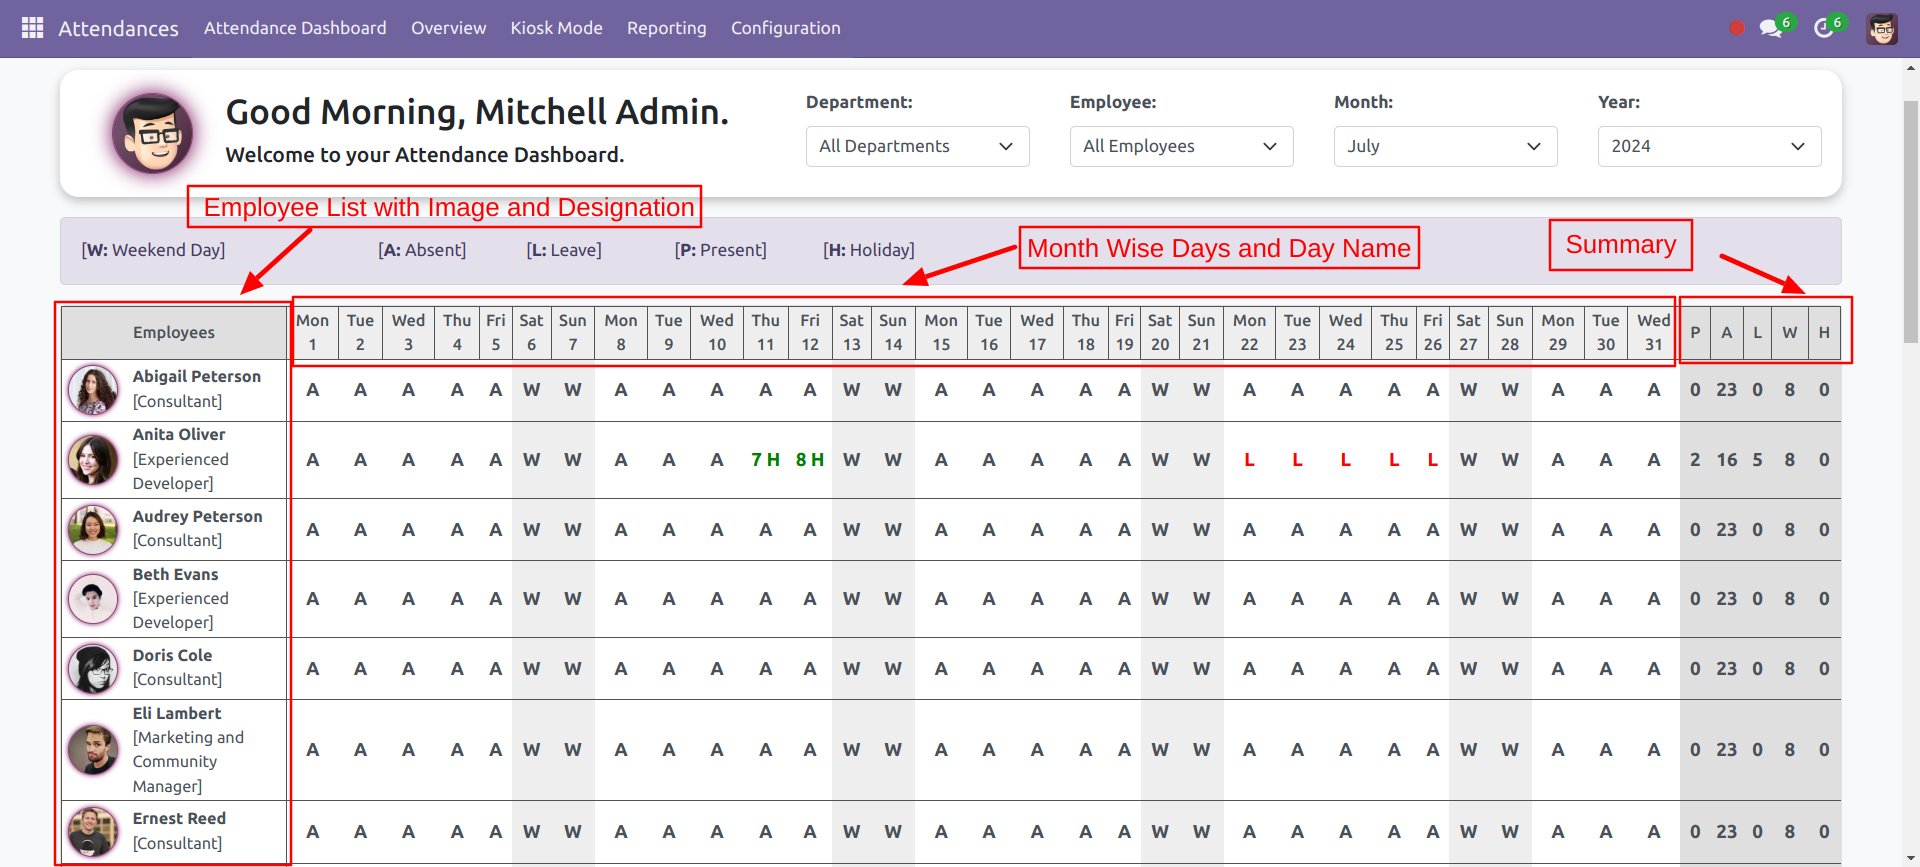 Attendances Attendance Dashboard Overview Kiosk Mode Reporting Configuration 6 6
Good Morning, Mitchell Admin.
Welcome to your Attendance Dashboard.
Department: Employee: Month: Year:
All Departments All Employees July 2024
Employee List with Image and Designation
Month Wise Days and Day Name
Summary
[W: Weekend Day] [A: Absent] [L: Leave] [P: Present] [H: Holiday]
Employees Mon Tue Wed Thu Fri Sat Sun Mon Tue Wed Thu Fri Sat Sun Mon Tue Wed Thu Fri Sat Sun Mon Tue Wed Thu Fri Sat Sun Mon Tue Wed P A L W H
1 2 3 4 5 6 7 8 9 10 11 12 13 14 15 16 17 18 19 20 21 22 23 24 25 26 27 28 29 30 31
Abigail Peterson
[Consultant]
A A A A A W W A A A A A W W A A A A A W W A A A A A W W A A A 0 23 0 8 0
Anita Oliver
[Experienced
Developer]
A A A A A W W A A A 7 H 8 H W W A A A A A W W L L L L L W W A A A 2 16 5 8 0
Audrey Peterson
[Consultant]
A A A A A W W A A A A A W W A A A A A W W A A A A A W W A A A 0 23 0 8 0
Beth Evans
[Experienced
Developer]
A A A A A W W A A A A A W W A A A A A W W A A A A A W W A A A 0 23 0 8 0
Doris Cole
[Consultant]
A A A A A W W A A A A A W W A A A A A W W A A A A A W W A A A 0 23 0 8 0
Eli Lambert
[Marketing and
Community
Manager]
A A A A A W W A A A A A W W A A A A A W W A A A A A W W A A A 0 23 0 8 0
Ernest Reed
[Consultant]
A A A A A W W A A A A A W W A A A A A W W A A A A A W W A A A 0 23 0 8 0